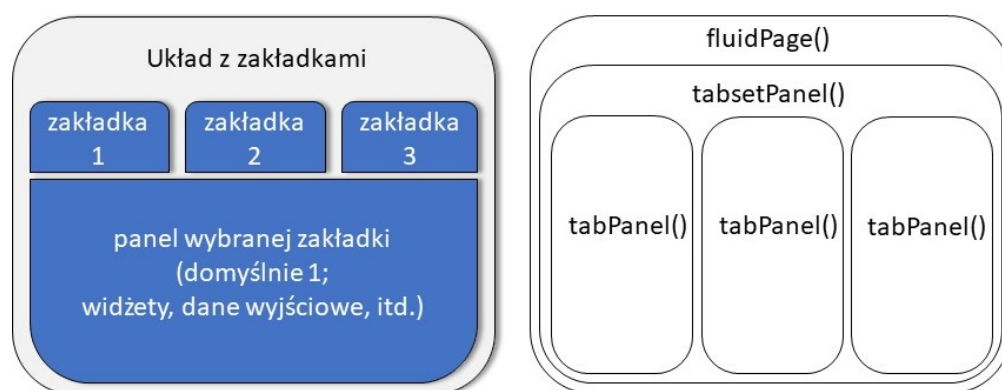 Układ z zakładkami
zakładka
1
zakładka
2
zakładka
3
panel wybranej zakładki
(domyślnie 1;
widżety, dane wyjściowe, itd.)
fluidPage()
tabsetPanel()
tabPanel()
tabPanel()
tabPanel()